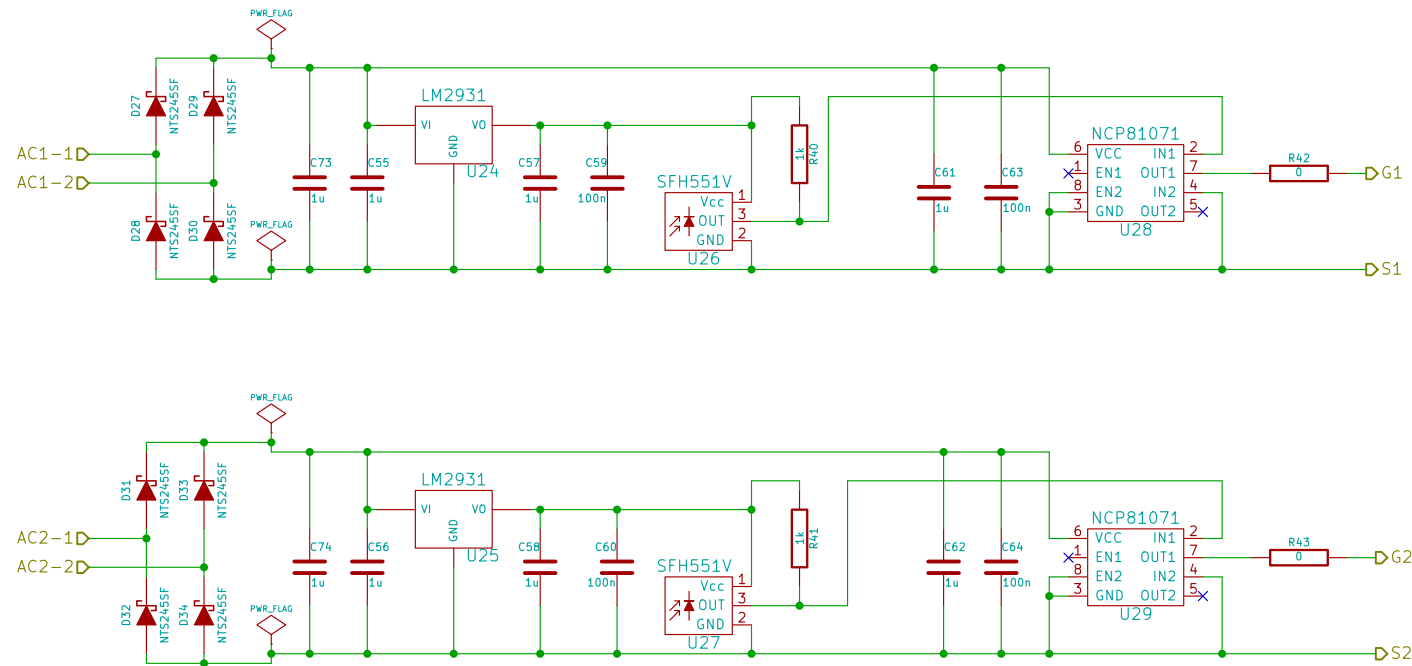 PWR_FLAG
D27
NTS245SF
D29
NTS245SF
AC1-1
AC1-2
D28
NTS245SF
D30
NTS245SF
PWR_FLAG
C73
1u
C55
1u
LM2931
VI
VO
GND
U24
C57
1u
C59
100n
SFH551V
Vcc
1
OUT
3
GND
2
U26
1k
R40
C61
1u
C63
100n
NCP81071
6
VCC
IN1
2
1
EN1
OUT1
7
8
EN2
IN2
4
3
GND
OUT2
5
U28
R42
0
G1
S1
PWR_FLAG
D31
NTS245SF
D33
NTS245SF
AC2-1
AC2-2
D32
NTS245SF
D34
NTS245SF
PWR_FLAG
C74
1u
C56
1u
LM2931
VI
VO
GND
U25
C58
1u
C60
100n
SFH551V
Vcc
1
OUT
3
GND
2
U27
1k
R41
C62
1u
C64
100n
NCP81071
6
VCC
IN1
2
1
EN1
OUT1
7
8
EN2
IN2
4
3
GND
OUT2
5
U29
R43
0
G2
S2